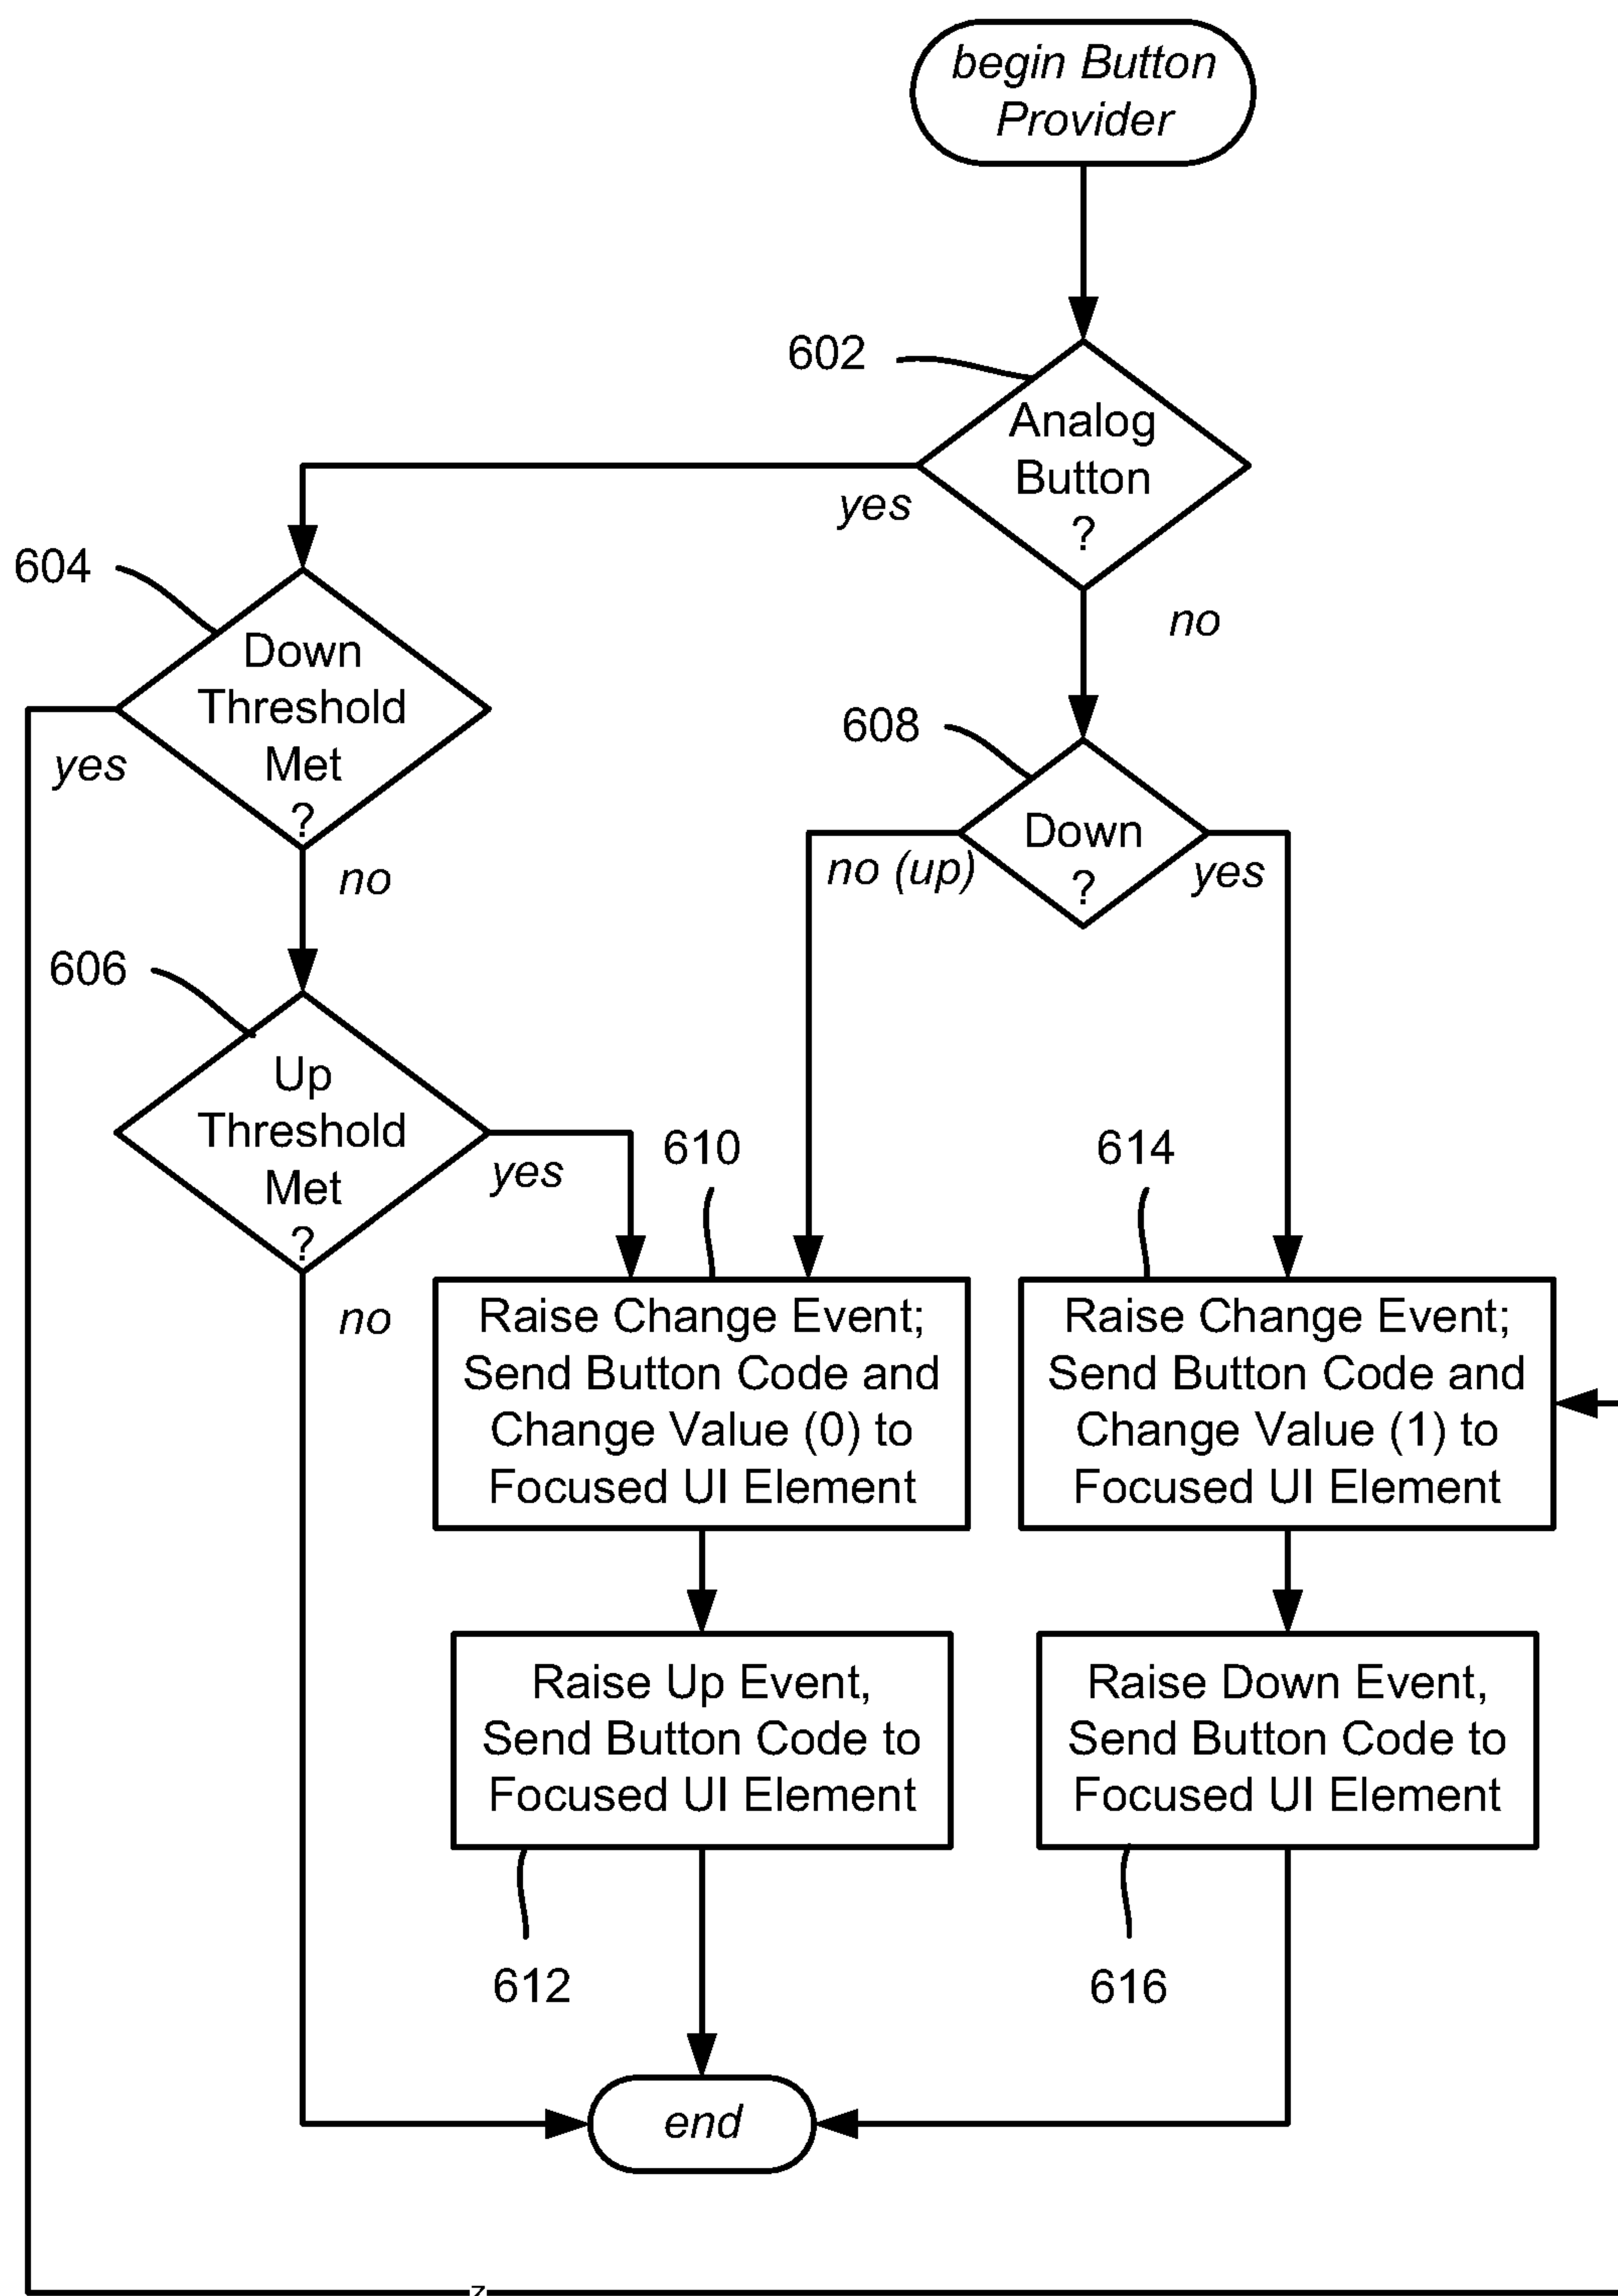 begin Button
Provider
602
Analog
Button
?
yes
no
604
Down
Threshold
Met
?
yes
no
608
Down
?
no (up)
yes
606
Up
Threshold
Met
?
yes
no
610
Raise Change Event;
Send Button Code and
Change Value (0) to
Focused UI Element
614
Raise Change Event;
Send Button Code and
Change Value (1) to
Focused UI Element
Raise Up Event,
Send Button Code to
Focused UI Element
612
Raise Down Event,
Send Button Code to
Focused UI Element
616
end